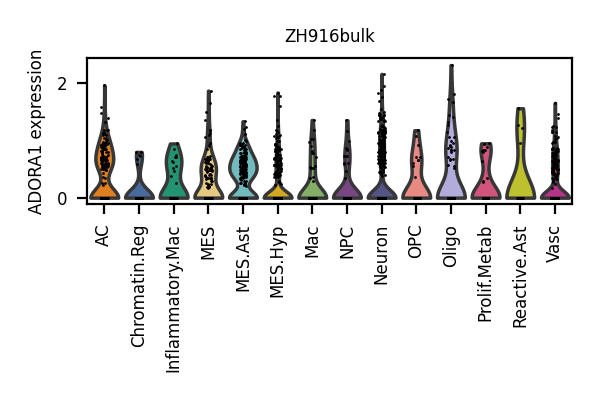 ZH916bulk
ADORA1 expression
2
0
AC
Chromatin.Reg
Inflammatory.Mac
MES
MES.Ast
MES.Hyp
Mac
NPC
Neuron
OPC
Oligo
Prolif.Metab
Reactive.Ast
Vasc